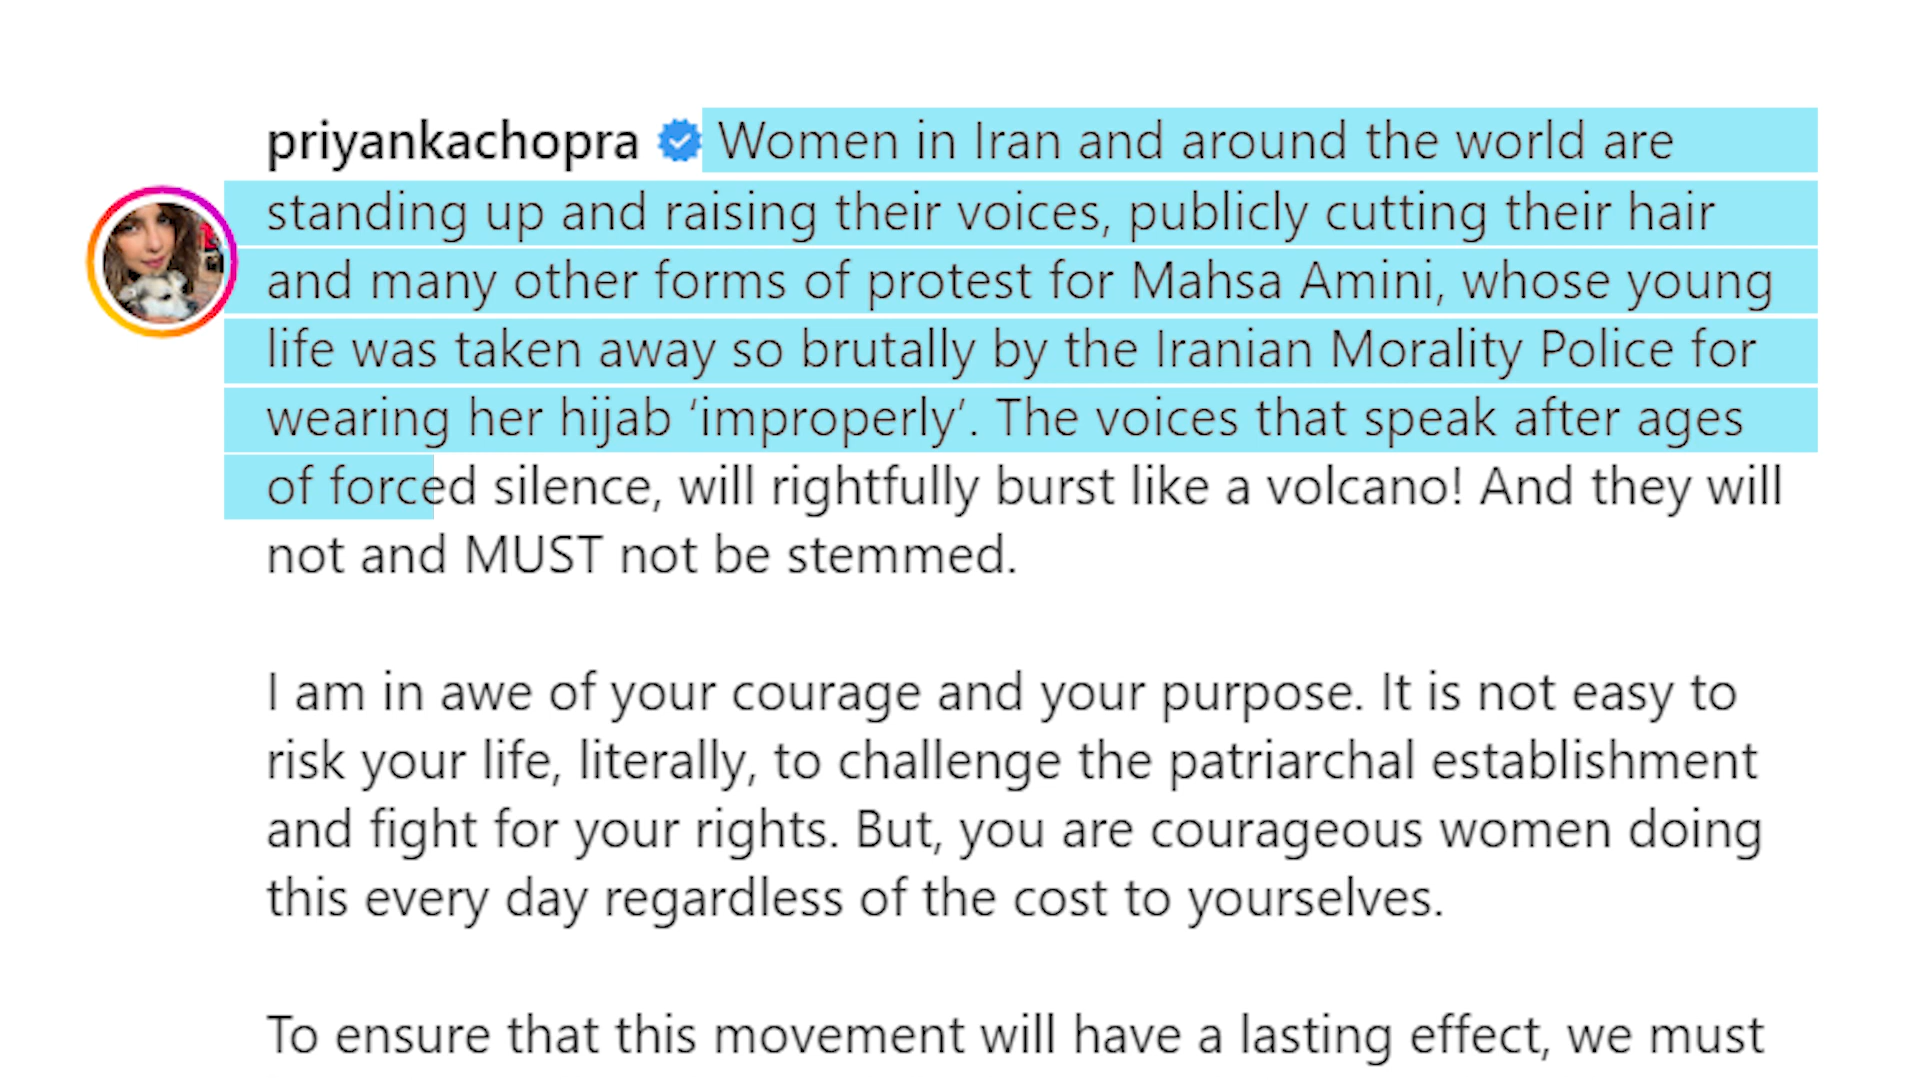 priyankachopra Women in Iran and around the world are
standing up and raising their voices, publicly cutting their hair
and many other forms of protest for Mahsa Amini, whose young
life was taken away so brutally by the Iranian Morality Police for
wearing her hijab ‘improperly’. The voices that speak after ages
of forced silence, will rightfully burst like a volcano! And they will
not and MUST not be stemmed.
I am in awe of your courage and your purpose. It is not easy to
risk your life, literally, to challenge the patriarchal establishment
and fight for your rights. But, you are courageous women doing
this every day regardless of the cost to yourselves.
To ensure that this movement will have a lasting effect, we must